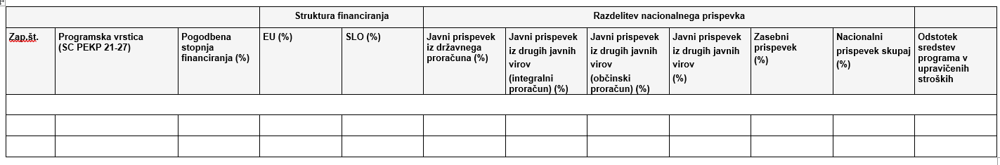 Struktura financiranja
Razdelitev nacionalnega prispevka
Zap.št.
Programska vrstica
(SC PEKP 21-27)
Pogodbena
stopnja
financiranja (%)
EU (%)
SLO (%)
Javni prispevek
iz državnega
proračuna (%)
Javni prispevek
iz drugih javnih
virov
(integralni
proračun) (%)
Javni prispevek
iz drugih javnih
virov
(občinski
proračun) (%)
Javni prispevek
iz drugih javnih
virov
(%)
Zasebni
prispevek
(%)
Nacionalni
prispevek skupaj
(%)
Odstotek
sredstev
programa v
upravičenih
stroških